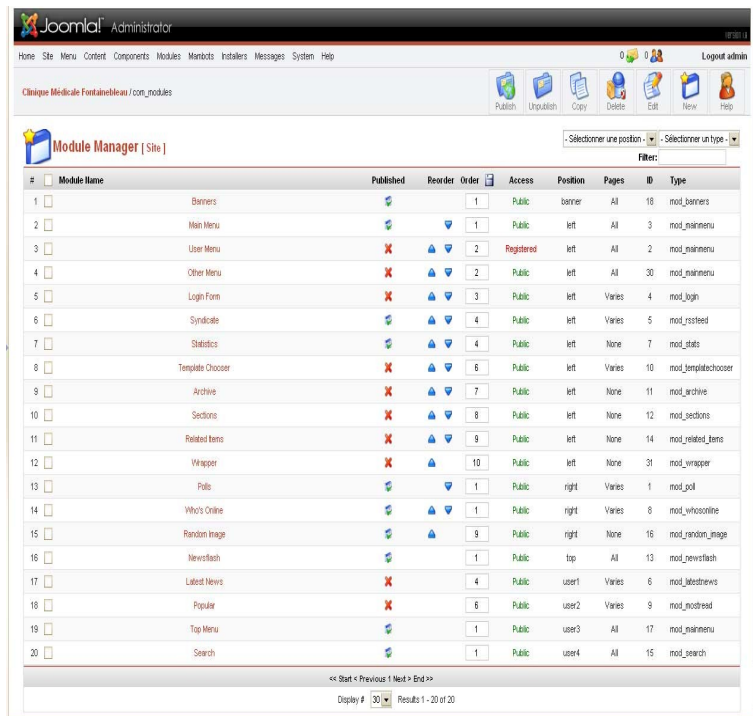 Joomla! Administrator
Home Site Menu Content Components Modules Mambots Installers Messages System Help 0 0 Logout admin
Clinique Médicale Fontainebleau / com_modules
Publish Unpublish Copy Delete Edit New Help
Module Manager [ Site ]
- Sélectionner une position - - Sélectionner un type -
Filter:
# Module Name Published Reorder Order Access Position Pages ID Type
1 Banners 1 Public banner All 18 mod_banners
2 Main Menu 1 Public left All 3 mod_mainmenu
3 User Menu 2 Registered left All 2 mod_mainmenu
4 Other Menu 2 Public left All 30 mod_mainmenu
5 Login Form 3 Public left Varies 4 mod_login
6 Syndicate 4 Public left Varies 5 mod_rssfeed
7 Statistics 4 Public left None 7 mod_stats
8 Template Chooser 6 Public left Varies 10 mod_templatechooser
9 Archive 7 Public left None 11 mod_archive
10 Sections 8 Public left None 12 mod_sections
11 Related Items 9 Public left None 14 mod_related_items
12 Wrapper 10 Public left None 31 mod_wrapper
13 Polls 1 Public right Varies 1 mod_poll
14 Who's Online 1 Public right Varies 8 mod_whosonline
15 Random Image 9 Public right None 16 mod_random_image
16 Newsflash 1 Public top All 13 mod_newsflash
17 Latest News 4 Public user1 Varies 6 mod_latestnews
18 Popular 6 Public user2 Varies 9 mod_mostread
19 Top Menu 1 Public user3 All 17 mod_mainmenu
20 Search 1 Public user4 All 15 mod_search
<< Start < Previous 1 Next > End >>
Display # 30 Results 1 - 20 of 20